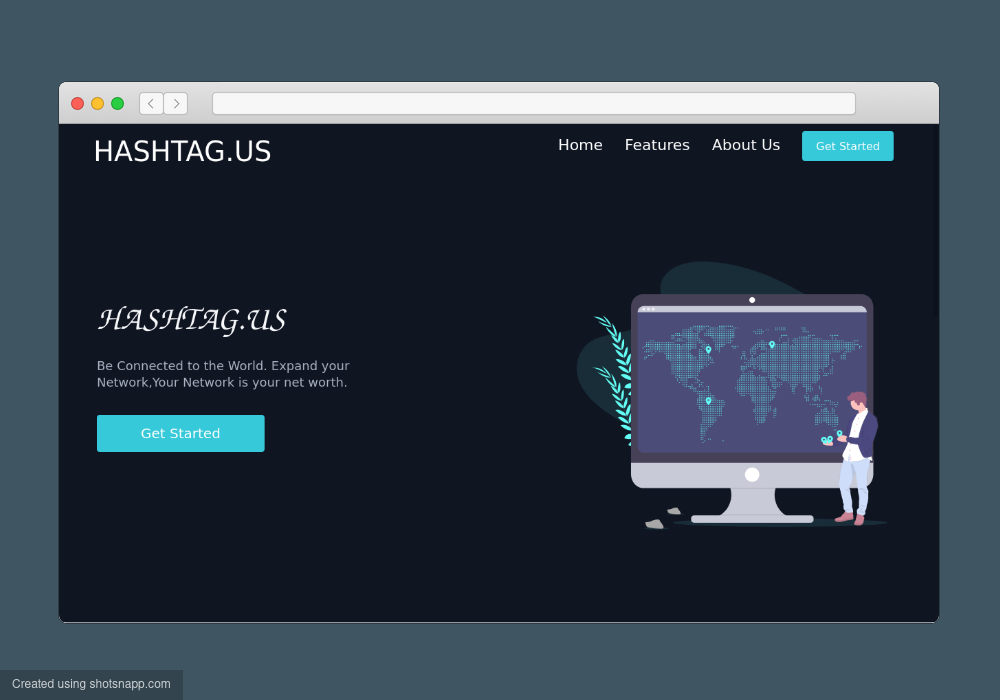 HASHTAG.US
Home Features About Us Get Started
HASHTAG.US
Be Connected to the World. Expand your
Network,Your Network is your net worth.
Get Started
Created using shotsnapp.com